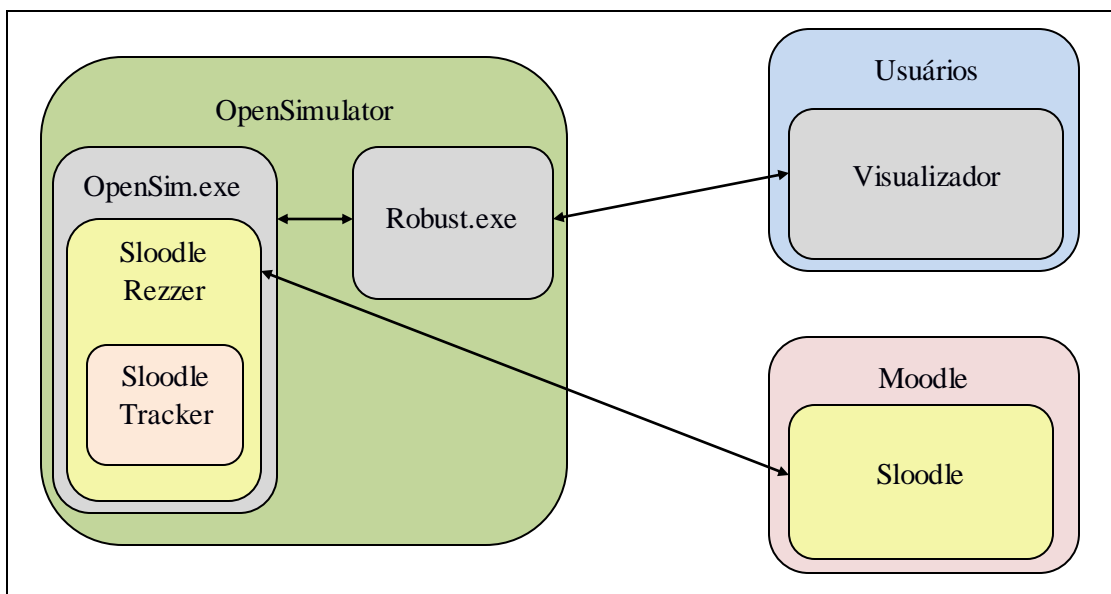 OpenSimulator
OpenSim.exe
Sloodle
Rezzer
Sloodle
Tracker
Robust.exe
Usuários
Visualizador
Moodle
Sloodle